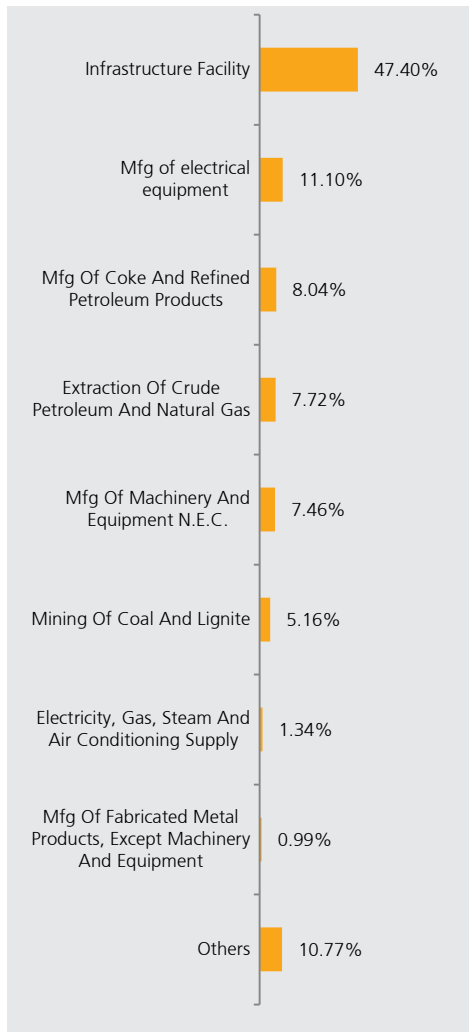 Infrastructure Facility
47.40%
Mfg of electrical
equipment
11.10%
Mfg Of Coke And Refined
Petroleum Products
8.04%
Extraction Of Crude
Petroleum And Natural Gas
7.72%
Mfg Of Machinery And
Equipment N.E.C.
7.46%
Mining Of Coal And Lignite
5.16%
Electricity, Gas, Steam And
Air Conditioning Supply
1.34%
Mfg Of Fabricated Metal
Products, Except Machinery
And Equipment
0.99%
Others
10.77%